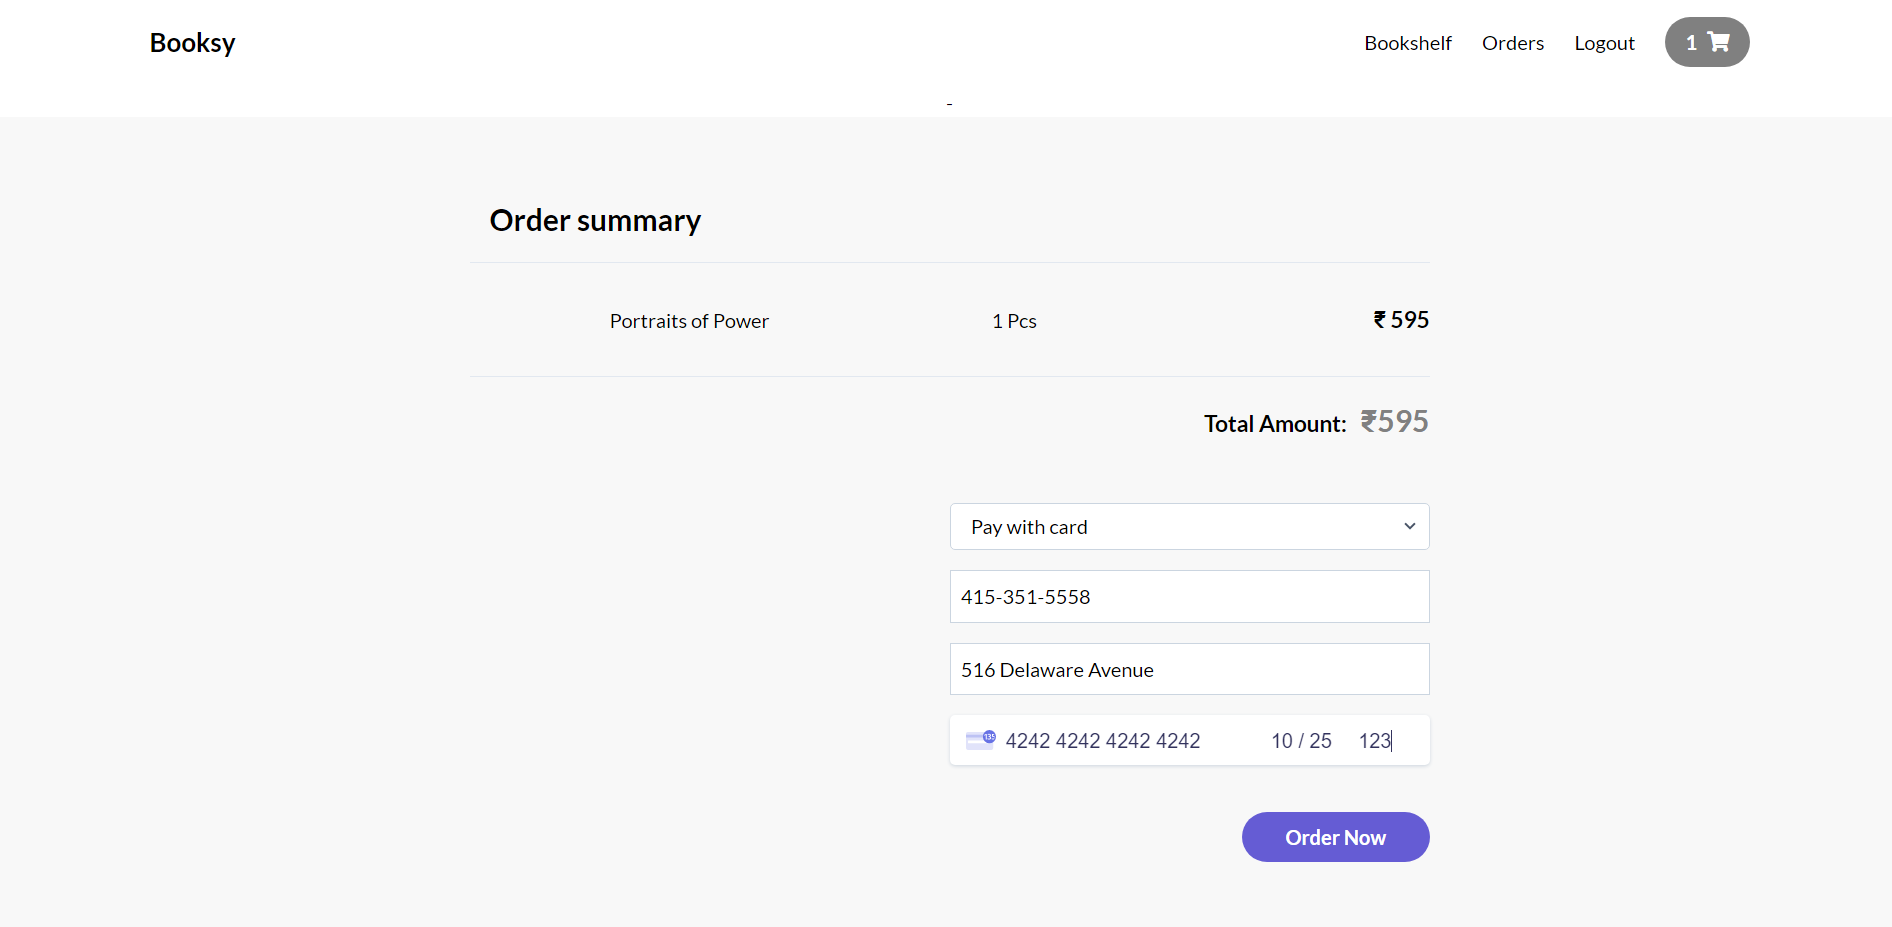 Booksy Bookshelf Orders Logout 1
-
Order summary
Portraits of Power 1 Pcs ₹ 595
Total Amount: ₹595
Pay with card
415-351-5558
516 Delaware Avenue
4242 4242 4242 4242 10 / 25 123
Order Now